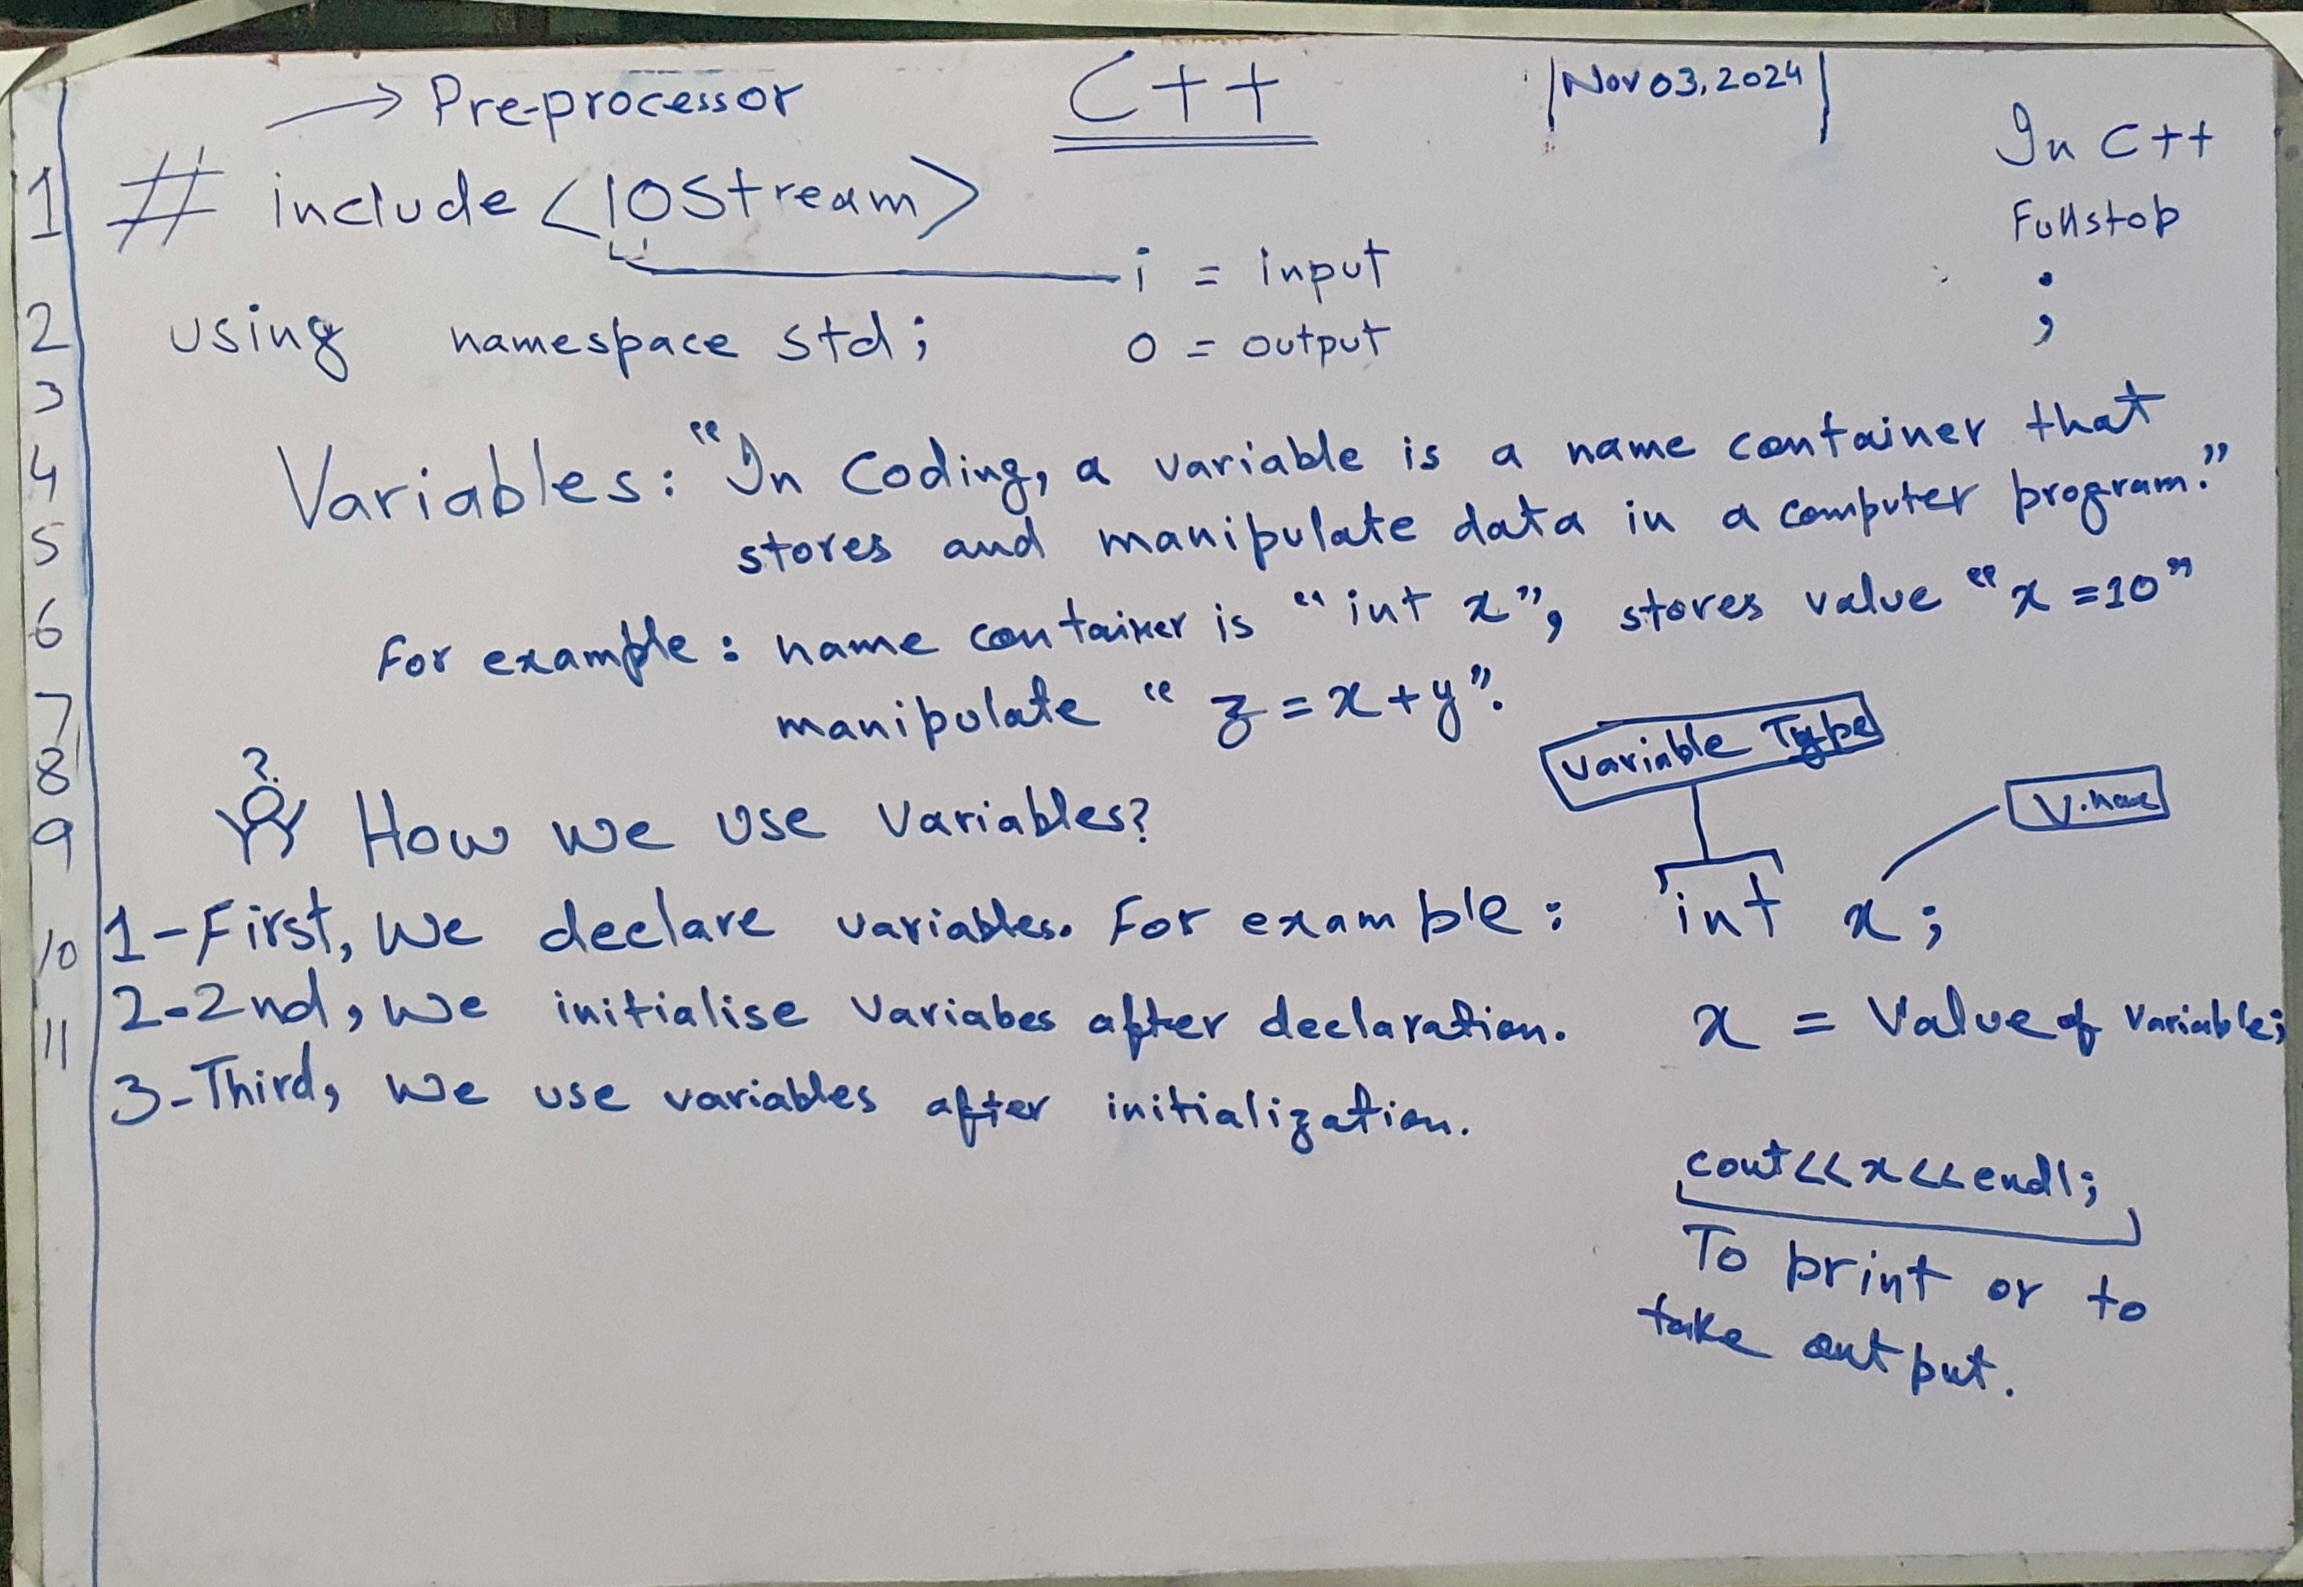 → Pre-processor
C++
Nov 03, 2024
In C++
Fullstop
;
1 # include <IOStream>
i = input
2 using namespace std;
o = output
3
4 Variables: "In Coding, a variable is a name container that
5 stores and manipulate data in a computer program."
6 For example: name container is "int x", stores value "x=10"
7 manipulate "z=x+y".
Variable Type
8
?
V.name
9 How we use Variables?
10 1-First, We declare variables. For example: int x;
11 2-2nd, we initialise Variabes after declaration. x = Value of Variable;
3-Third, We use variables after initialization.
cout<<x<<endl;
To print or to
take output.